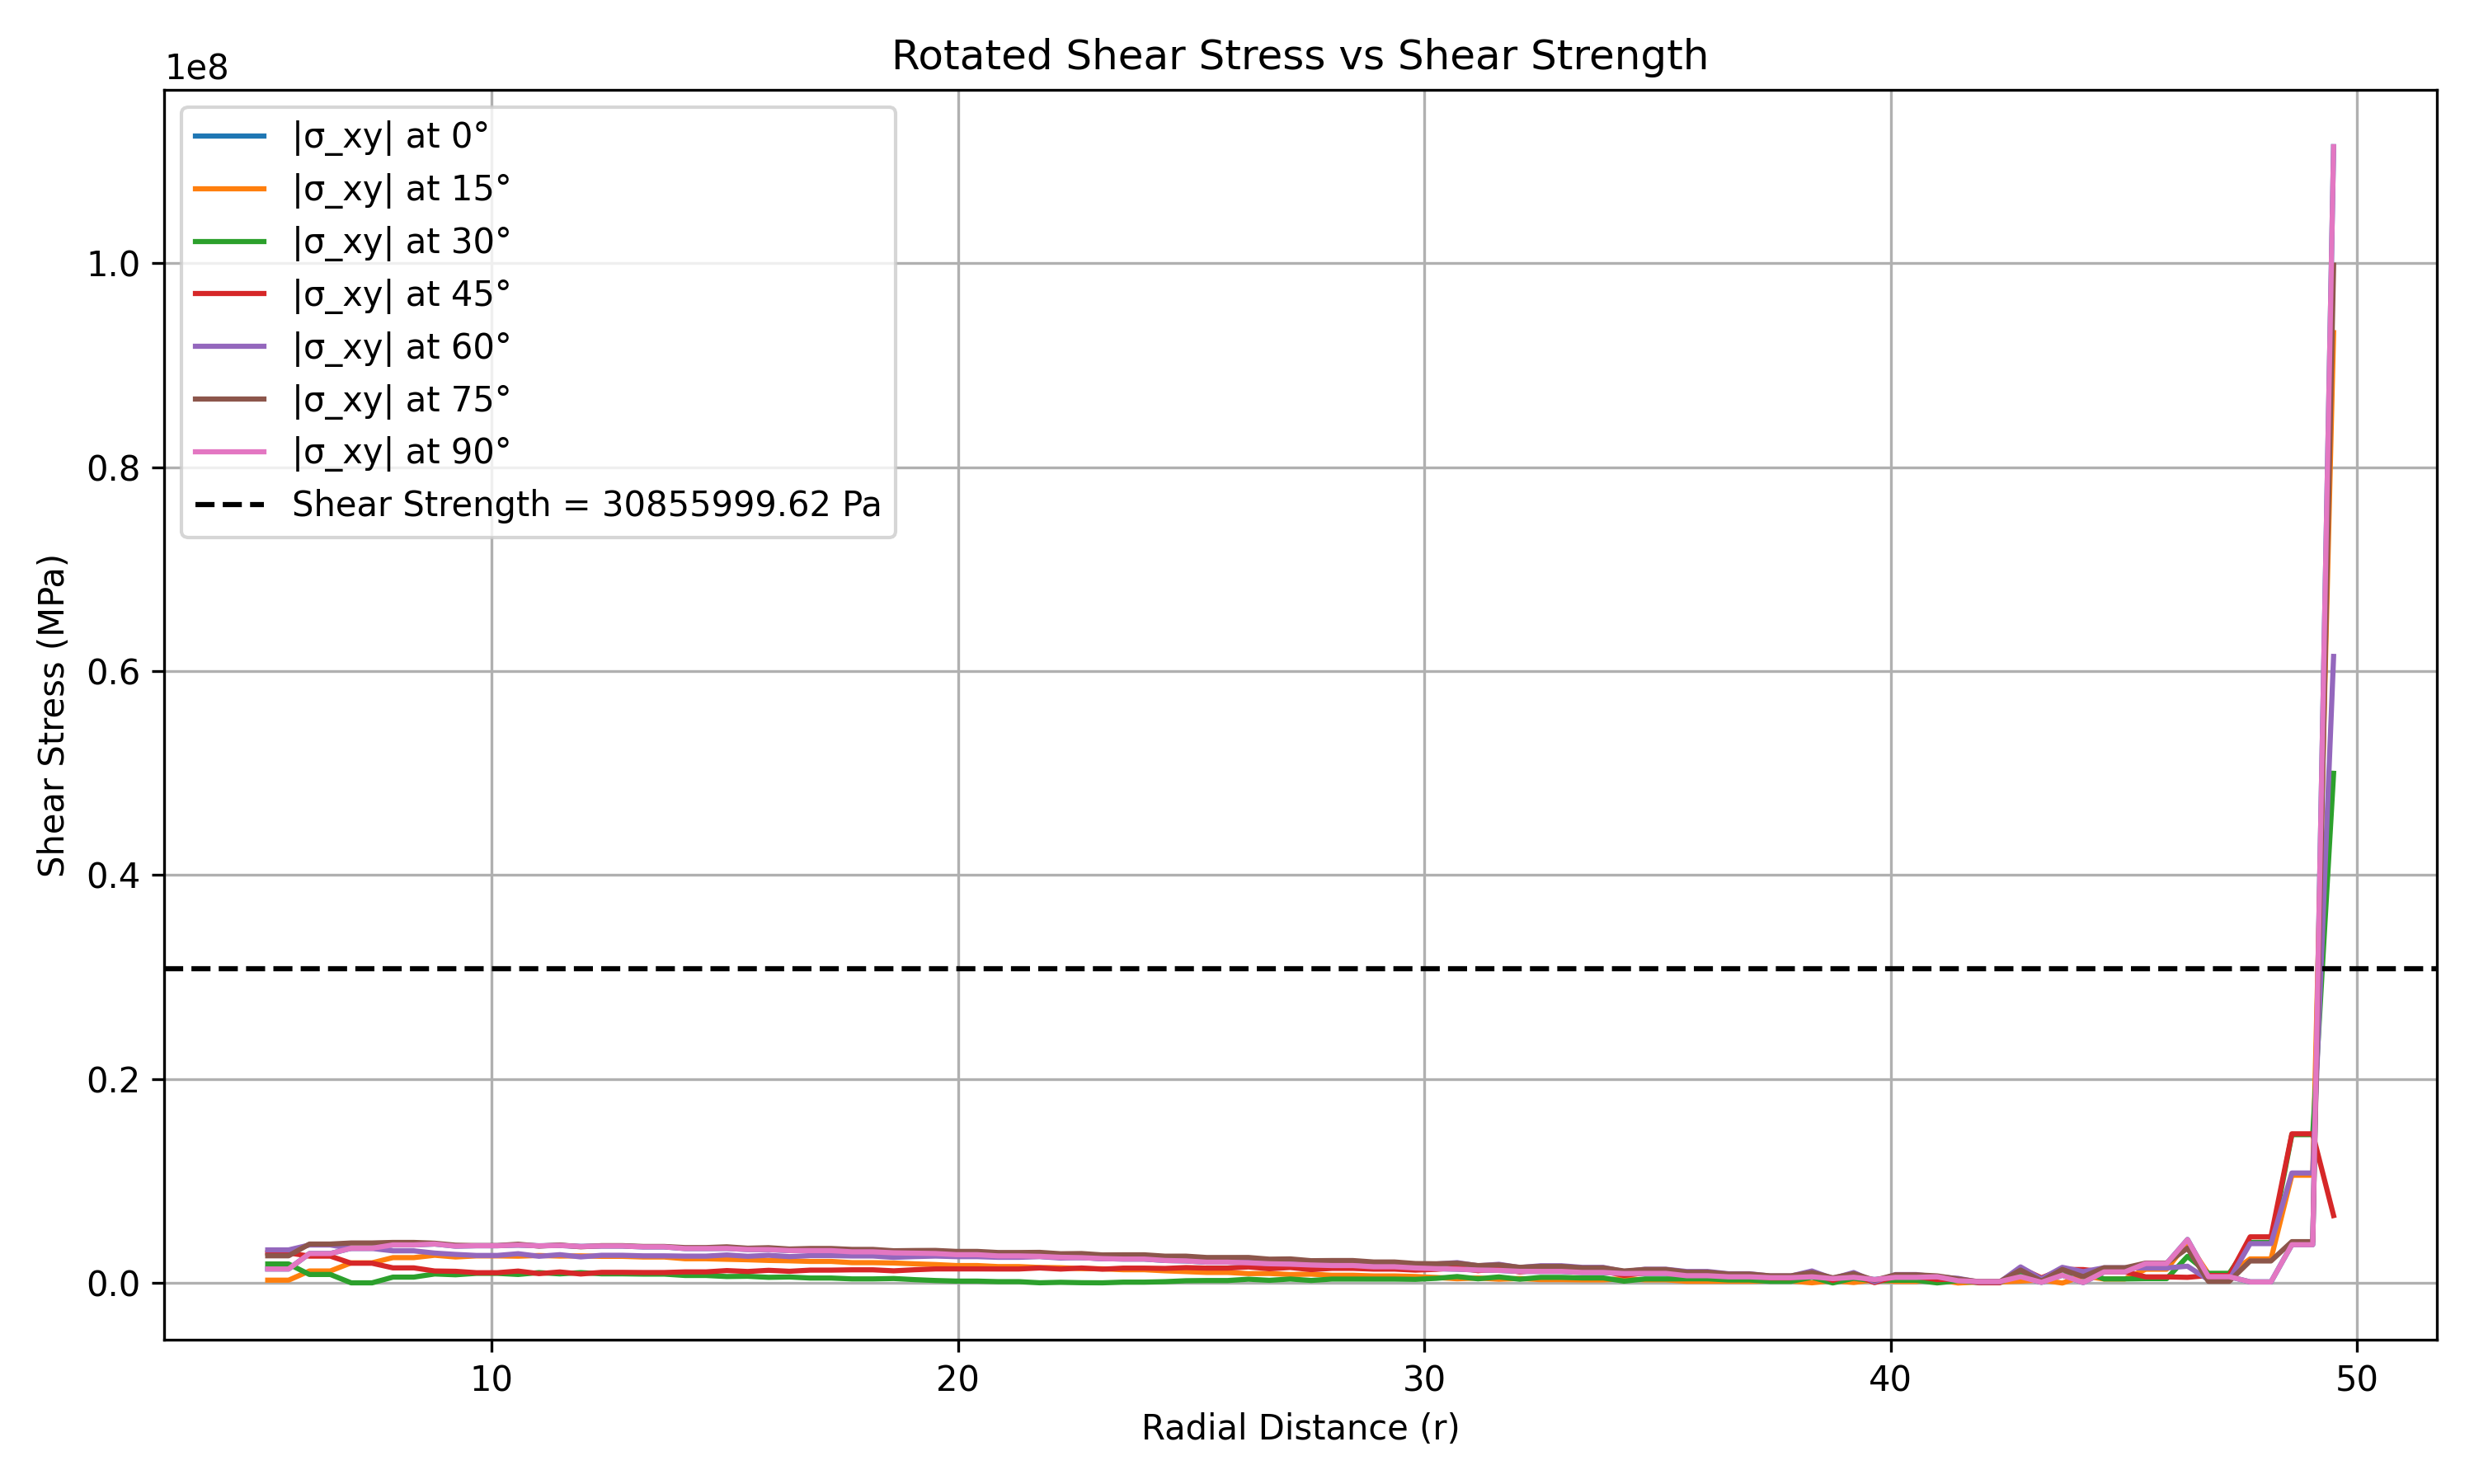 Rotated Shear Stress vs Shear Strength
1e8
|σ_xy| at 0°
|σ_xy| at 15°
|σ_xy| at 30°
|σ_xy| at 45°
|σ_xy| at 60°
|σ_xy| at 75°
|σ_xy| at 90°
Shear Strength = 30855999.62 Pa
Shear Stress (MPa)
1.0
0.8
0.6
0.4
0.2
0.0
10 20 30 40 50
Radial Distance (r)